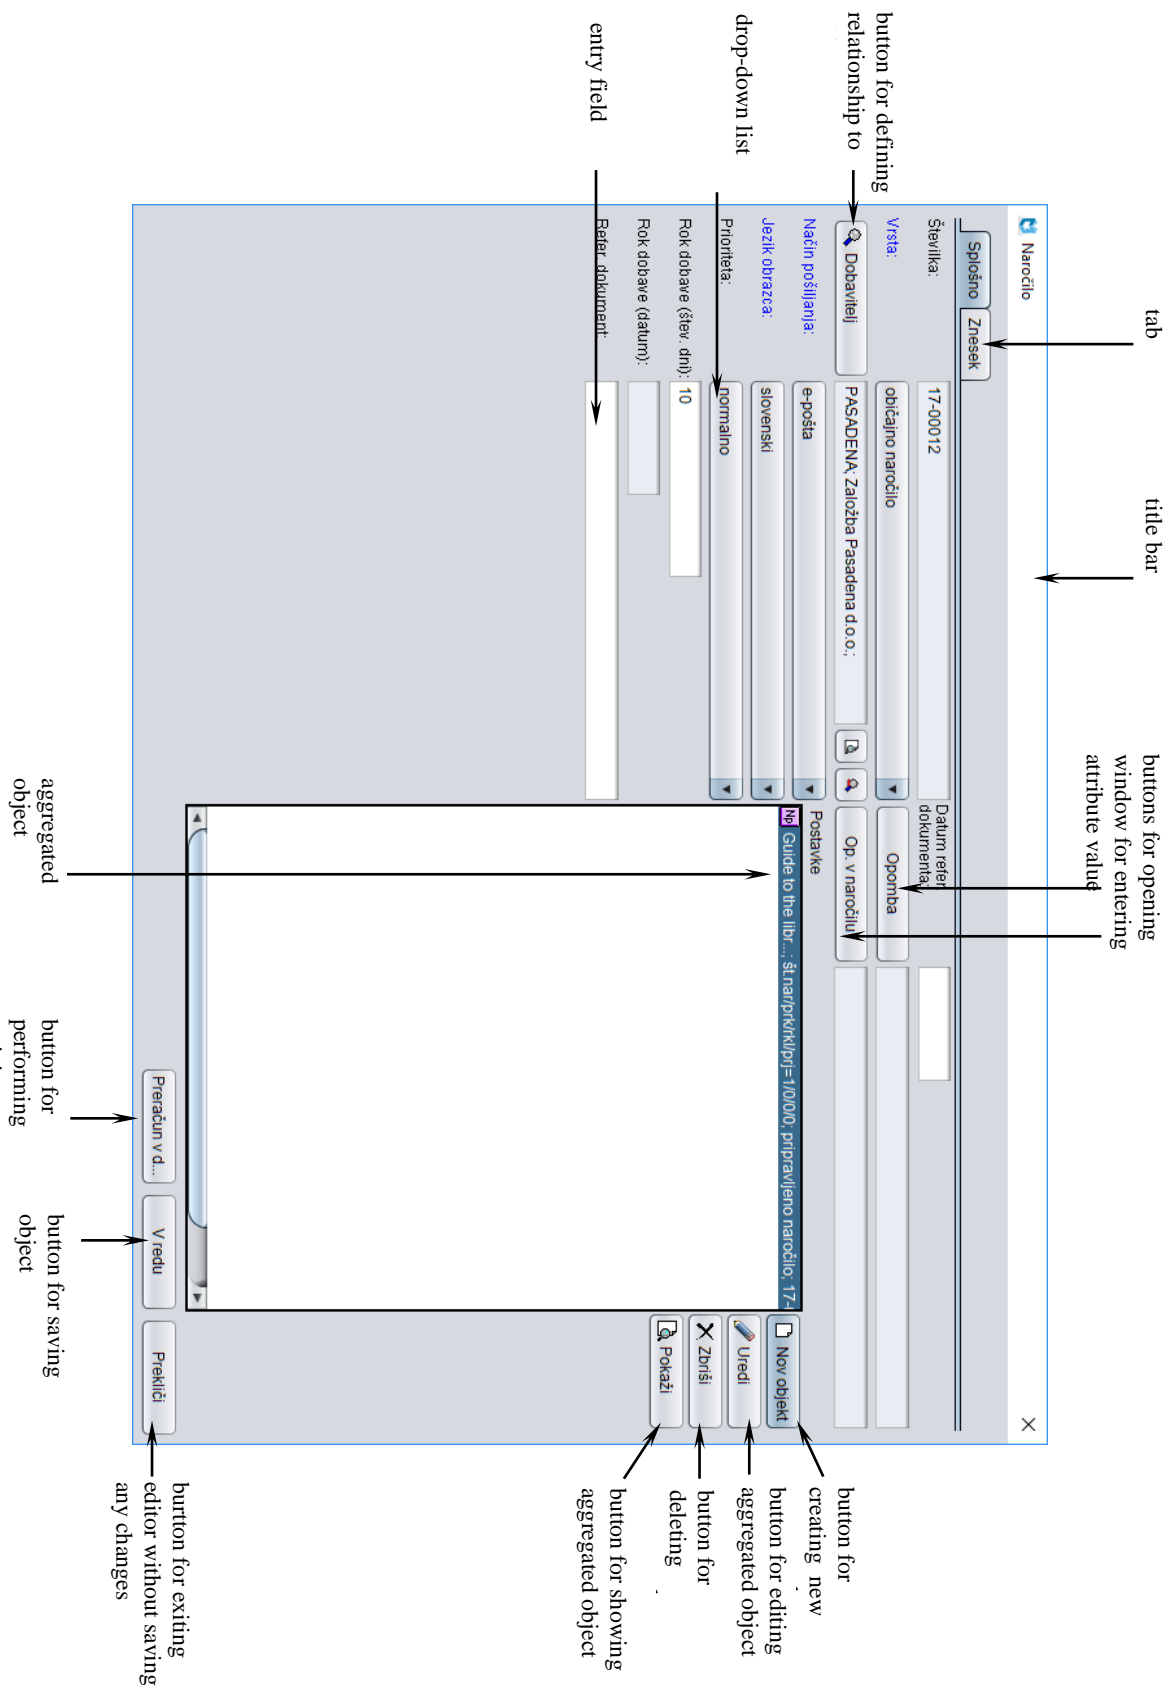 tab
title bar
buttons for opening
window for entering
attribute value
button for defining
relationship to
drop-down list
entry field
Naročilo
Splošno
Znesek
Številka:
17-00012
Datum refer.
dokumenta:
Vrsta:
običajno naročilo
Opomba
Dobavitelj
PASADENA; Založba Pasadena d.o.o.;
Op. v naročilu
Način pošiljanja:
e-pošta
Postavke
Jezik obrazca:
slovenski
Np Guide to the libr...; št.nar/prk/rkl/prj=1/0/0/0; pripravljeno naročilo; 17-
Nov objekt
Prioriteta:
normalno
Uredi
Rok dobave (štev. dni):
10
Zbriši
Rok dobave (datum):
Pokaži
Refer. dokument:
Preračun v d...
V redu
Prekliči
button for
creating new
button for editing
aggregated object
button for
deleting
button for showing
aggregated object
burtton for exiting
editor without saving
any changes
aggregated
object
button for
performing
button for saving
object